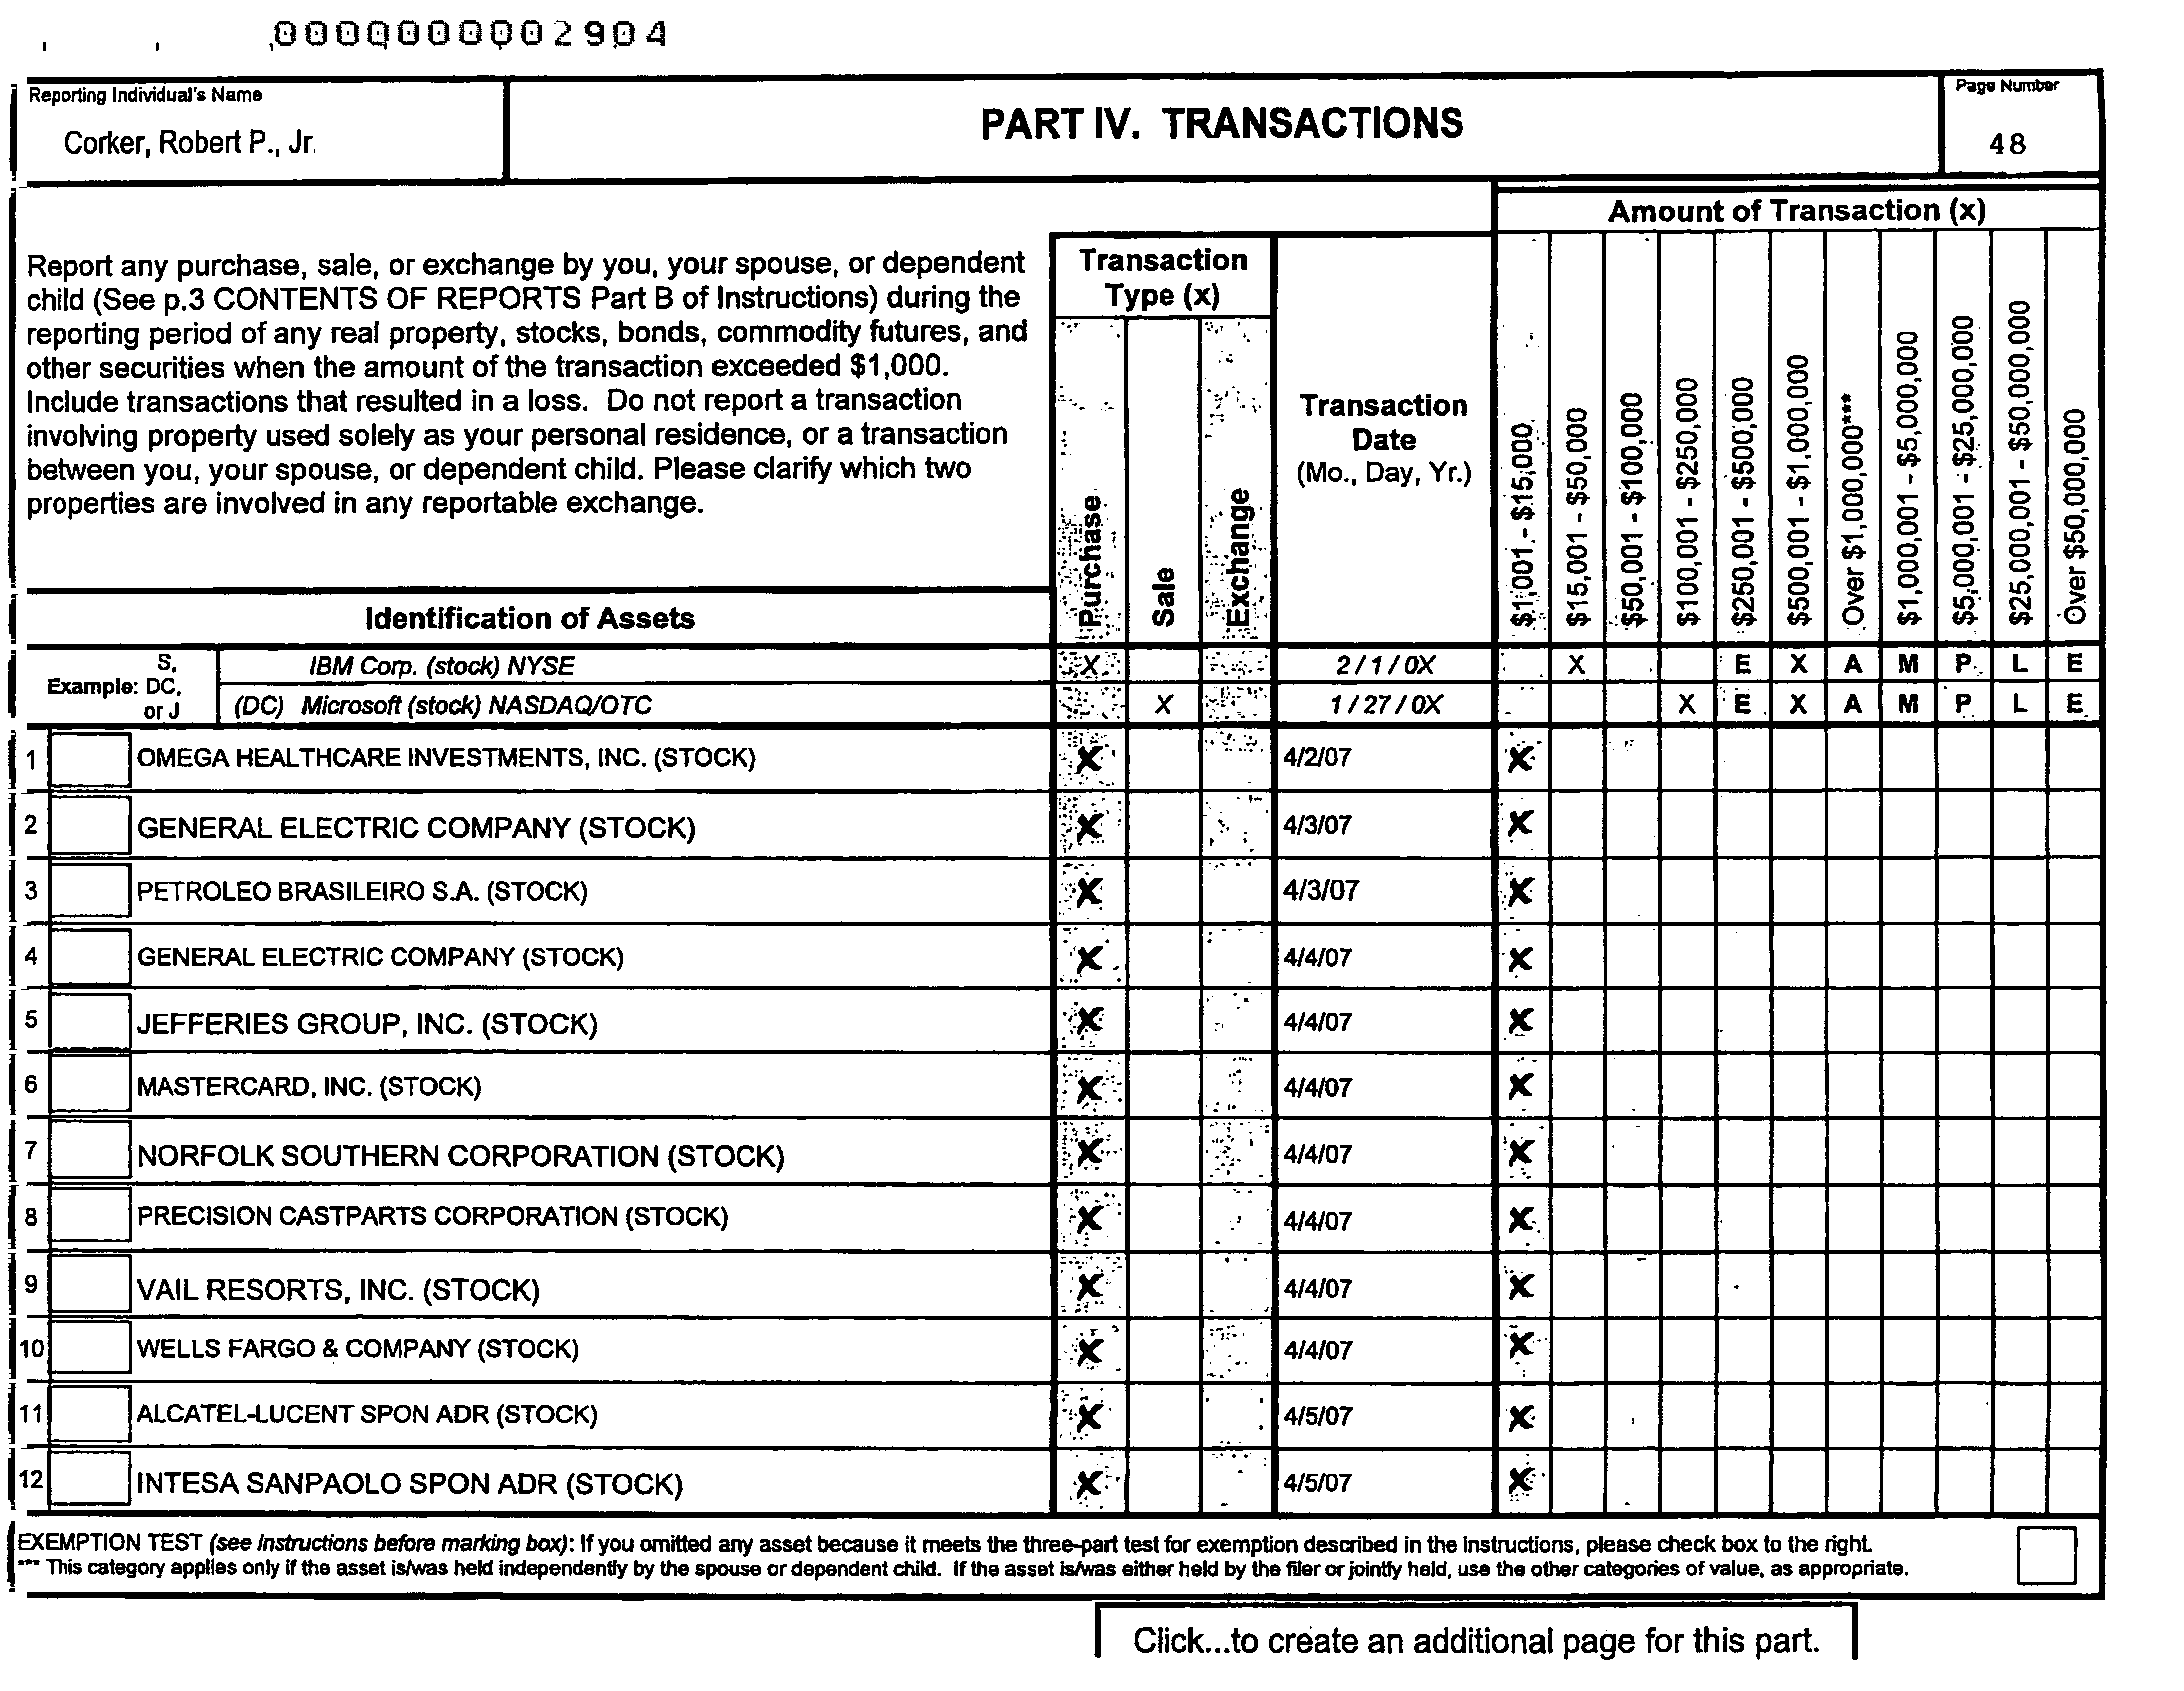 0000000002904
Reporting Individual's Name
Corker, Robert P., Jr.
PART IV. TRANSACTIONS
Page Number
48
Amount of Transaction (x)
Report any purchase, sale, or exchange by you, your spouse, or dependent
child (See p.3 CONTENTS OF REPORTS Part B of Instructions) during the
reporting period of any real property, stocks, bonds, commodity futures, and
other securities when the amount of the transaction exceeded $1,000.
Include transactions that resulted in a loss. Do not report a transaction
involving property used solely as your personal residence, or a transaction
between you, your spouse, or dependent child. Please clarify which two
properties are involved in any reportable exchange.
Transaction
Type (x)
Purchase
Sale
Exchange
Transaction
Date
(Mo., Day, Yr.)
$1,001 - $15,000
$15,001 - $50,000
$50,001 - $100,000
$100,001 - $250,000
$250,001 - $500,000
$500,001 - $1,000,000
Over $1,000,000***
$1,000,001 - $5,000,000
$5,000,001 - $25,000,000
$25,000,001 - $50,000,000
Over $50,000,000
Identification of Assets
Example: S, DC, or J
IBM Corp. (stock) NYSE X 2/1/0X X E X A M P L E
(DC) Microsoft (stock) NASDAQ/OTC X 1/27/0X X E X A M P L E
1 OMEGA HEALTHCARE INVESTMENTS, INC. (STOCK) X 4/2/07 X
2 GENERAL ELECTRIC COMPANY (STOCK) X 4/3/07 X
3 PETROLEO BRASILEIRO S.A. (STOCK) X 4/3/07 X
4 GENERAL ELECTRIC COMPANY (STOCK) X 4/4/07 X
5 JEFFERIES GROUP, INC. (STOCK) X 4/4/07 X
6 MASTERCARD, INC. (STOCK) X 4/4/07 X
7 NORFOLK SOUTHERN CORPORATION (STOCK) X 4/4/07 X
8 PRECISION CASTPARTS CORPORATION (STOCK) X 4/4/07 X
9 VAIL RESORTS, INC. (STOCK) X 4/4/07 X
10 WELLS FARGO & COMPANY (STOCK) X 4/4/07 X
11 ALCATEL-LUCENT SPON ADR (STOCK) X 4/5/07 X
12 INTESA SANPAOLO SPON ADR (STOCK) X 4/5/07 X
EXEMPTION TEST (see instructions before marking box): If you omitted any asset because it meets the three-part test for exemption described in the instructions, please check box to the right.
*** This category applies only if the asset is/was held independently by the spouse or dependent child. If the asset is/was either held by the filer or jointly held, use the other categories of value, as appropriate.
Click...to create an additional page for this part.